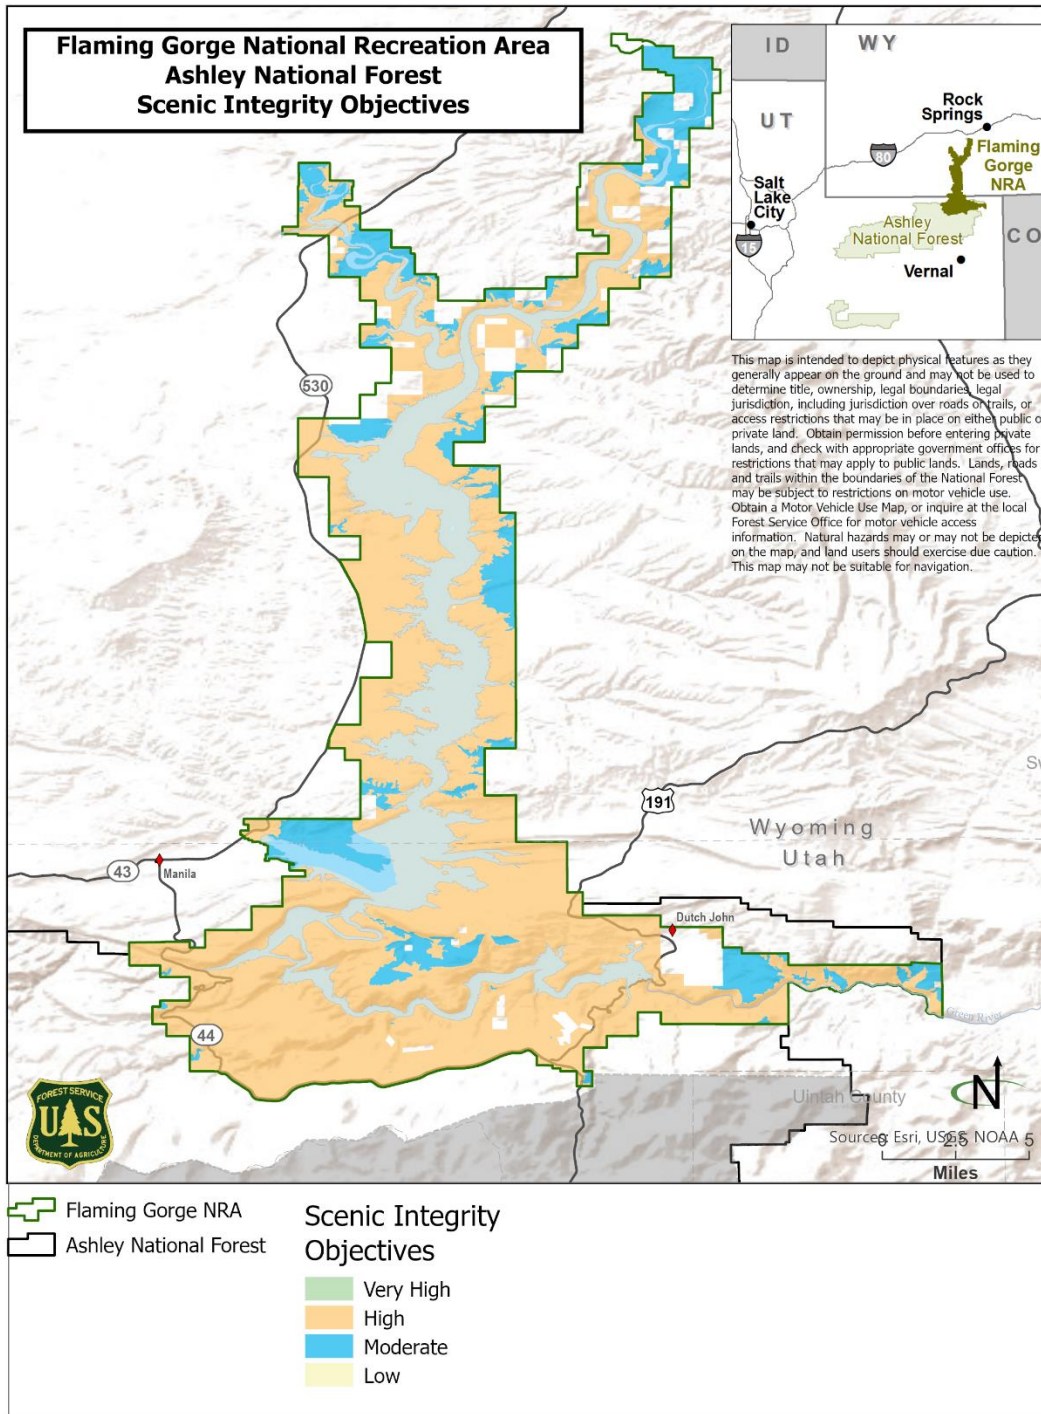 Flaming Gorge National Recreation Area
Ashley National Forest
Scenic Integrity Objectives
ID
WY
UT
CO
Rock
Springs
80
Flaming
Gorge
NRA
Salt
Lake
City
15
Ashley
National Forest
Vernal
This map is intended to depict physical features as they
generally appear on the ground and may not be used to
determine title, ownership, legal boundaries, legal
jurisdiction, including jurisdiction over roads or trails, or
access restrictions that may be in place on either public o
private land. Obtain permission before entering private
lands, and check with appropriate government offices for
restrictions that may apply to public lands. Lands, roads
and trails within the boundaries of the National Forest
may be subject to restrictions on motor vehicle use.
Obtain a Motor Vehicle Use Map, or inquire at the local
Forest Service Office for motor vehicle access
information. Natural hazards may or may not be depicte
on the map, and land users should exercise due caution.
This map may not be suitable for navigation.
530
Sw
191
Wyoming
Utah
43
Manila
Dutch John
Green River
44
Uintah County
N
FOREST SERVICE
UAS
DEPARTMENT OF AGRICULTURE
Sources: Esri, USGS, NOAA
0 2.5 5
Miles
Flaming Gorge NRA
Ashley National Forest
Scenic Integrity
Objectives
Very High
High
Moderate
Low